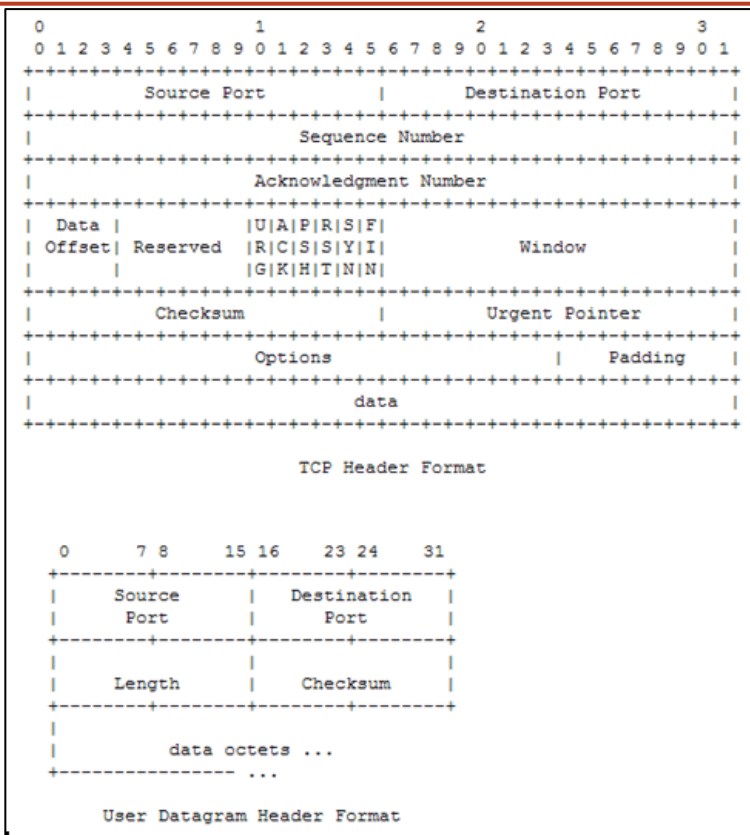 0                   1                   2                   3
0 1 2 3 4 5 6 7 8 9 0 1 2 3 4 5 6 7 8 9 0 1 2 3 4 5 6 7 8 9 0 1
+-+-+-+-+-+-+-+-+-+-+-+-+-+-+-+-+-+-+-+-+-+-+-+-+-+-+-+-+-+-+-+-+
|          Source Port          |       Destination Port        |
+-+-+-+-+-+-+-+-+-+-+-+-+-+-+-+-+-+-+-+-+-+-+-+-+-+-+-+-+-+-+-+-+
|                        Sequence Number                        |
+-+-+-+-+-+-+-+-+-+-+-+-+-+-+-+-+-+-+-+-+-+-+-+-+-+-+-+-+-+-+-+-+
|                    Acknowledgment Number                      |
+-+-+-+-+-+-+-+-+-+-+-+-+-+-+-+-+-+-+-+-+-+-+-+-+-+-+-+-+-+-+-+-+
|  Data |           |U|A|P|R|S|F|                               |
| Offset| Reserved  |R|C|S|S|Y|I|            Window             |
|       |           |G|K|H|T|N|N|                               |
+-+-+-+-+-+-+-+-+-+-+-+-+-+-+-+-+-+-+-+-+-+-+-+-+-+-+-+-+-+-+-+-+
|           Checksum            |         Urgent Pointer        |
+-+-+-+-+-+-+-+-+-+-+-+-+-+-+-+-+-+-+-+-+-+-+-+-+-+-+-+-+-+-+-+-+
|                    Options                    |    Padding    |
+-+-+-+-+-+-+-+-+-+-+-+-+-+-+-+-+-+-+-+-+-+-+-+-+-+-+-+-+-+-+-+-+
|                             data                              |
+-+-+-+-+-+-+-+-+-+-+-+-+-+-+-+-+-+-+-+-+-+-+-+-+-+-+-+-+-+-+-+-+
TCP Header Format
 0      7 8     15 16    23 24    31
+--------+--------+--------+--------+
|     Source      |   Destination   |
|      Port       |      Port       |
+--------+--------+--------+--------+
|                 |                 |
|     Length      |    Checksum     |
+--------+--------+--------+--------+
|
|          data octets ...
+---------------- ...
User Datagram Header Format